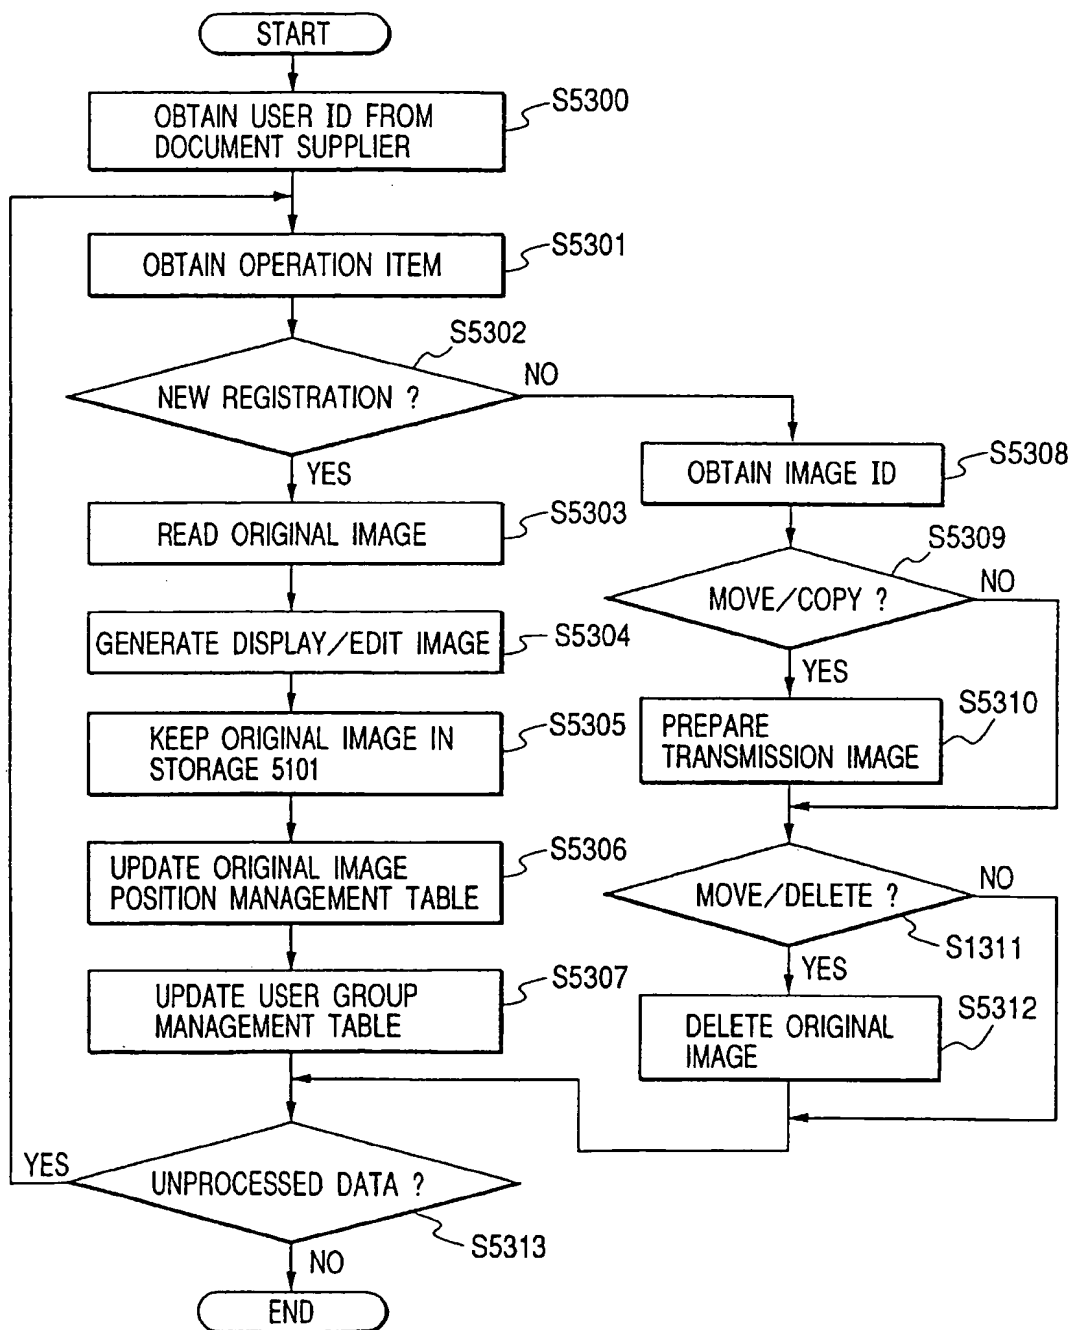 START
OBTAIN USER ID FROM
DOCUMENT SUPPLIER
S5300
OBTAIN OPERATION ITEM
S5301
NEW REGISTRATION ?
S5302
NO
YES
READ ORIGINAL IMAGE
S5303
GENERATE DISPLAY/EDIT IMAGE
S5304
KEEP ORIGINAL IMAGE IN
STORAGE 5101
S5305
UPDATE ORIGINAL IMAGE
POSITION MANAGEMENT TABLE
S5306
UPDATE USER GROUP
MANAGEMENT TABLE
S5307
OBTAIN IMAGE ID
S5308
MOVE/COPY ?
S5309
NO
YES
PREPARE
TRANSMISSION IMAGE
S5310
MOVE/DELETE ?
NO
S1311
YES
DELETE ORIGINAL
IMAGE
S5312
YES
UNPROCESSED DATA ?
S5313
NO
END